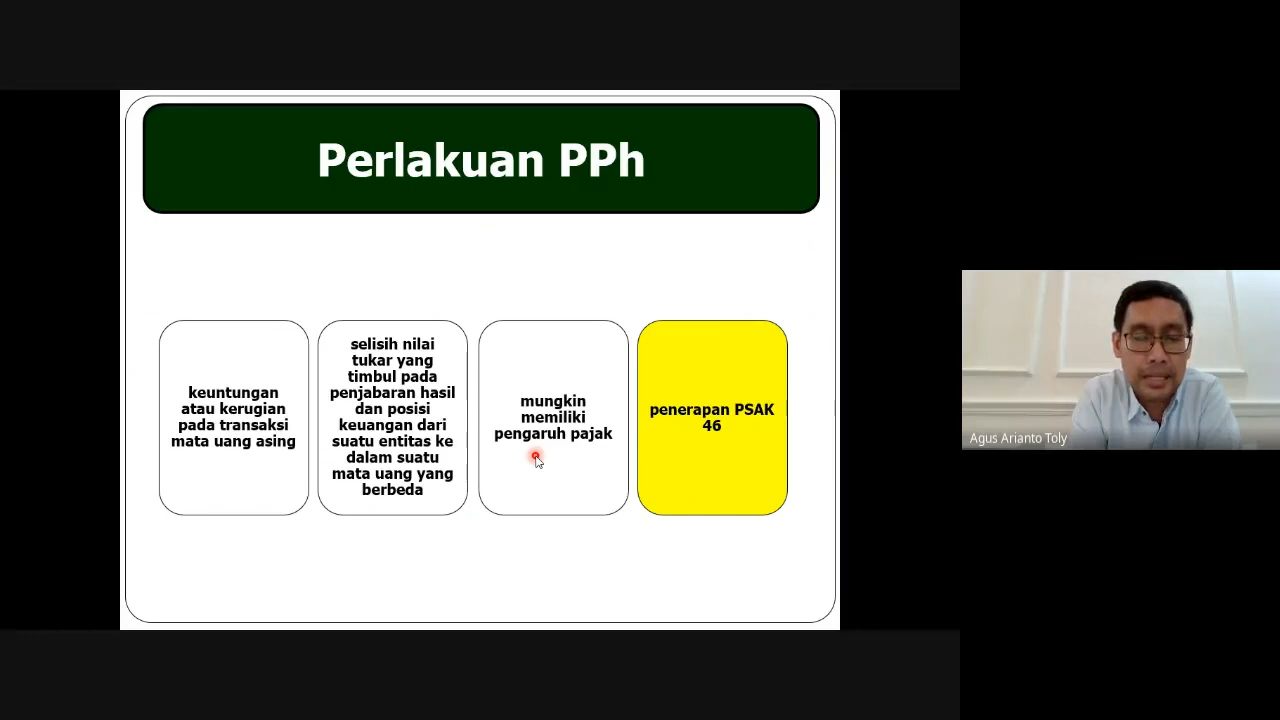 Perlakuan PPh
keuntungan
atau kerugian
pada transaksi
mata uang asing
selisih nilai
tukar yang
timbul pada
penjabaran hasil
dan posisi
keuangan dari
suatu entitas ke
dalam suatu
mata uang yang
berbeda
mungkin
memiliki
pengaruh pajak
penerapan PSAK
46
Agus Arianto Toly